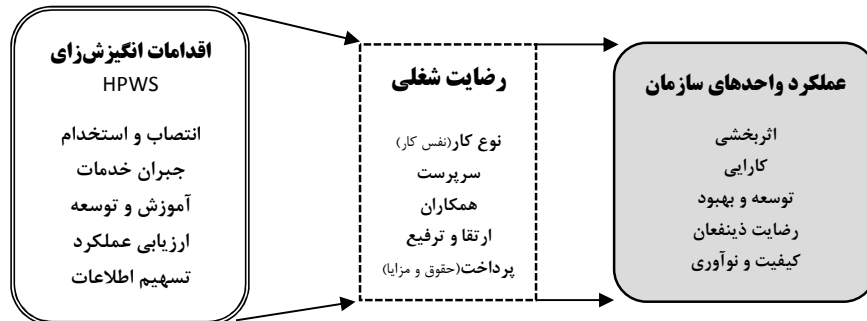 اقدامات انگیزش‌زای
HPWS
انتصاب و استخدام
جبران خدمات
آموزش و توسعه
ارزیابی عملکرد
تسهیم اطلاعات
رضایت شغلی
نوع کار(نفس کار)
سرپرست
همکاران
ارتقا و ترفیع
پرداخت(حقوق و مزایا)
عملکرد واحدهای سازمان
اثربخشی
کارایی
توسعه و بهبود
رضایت ذینفعان
کیفیت و نوآوری